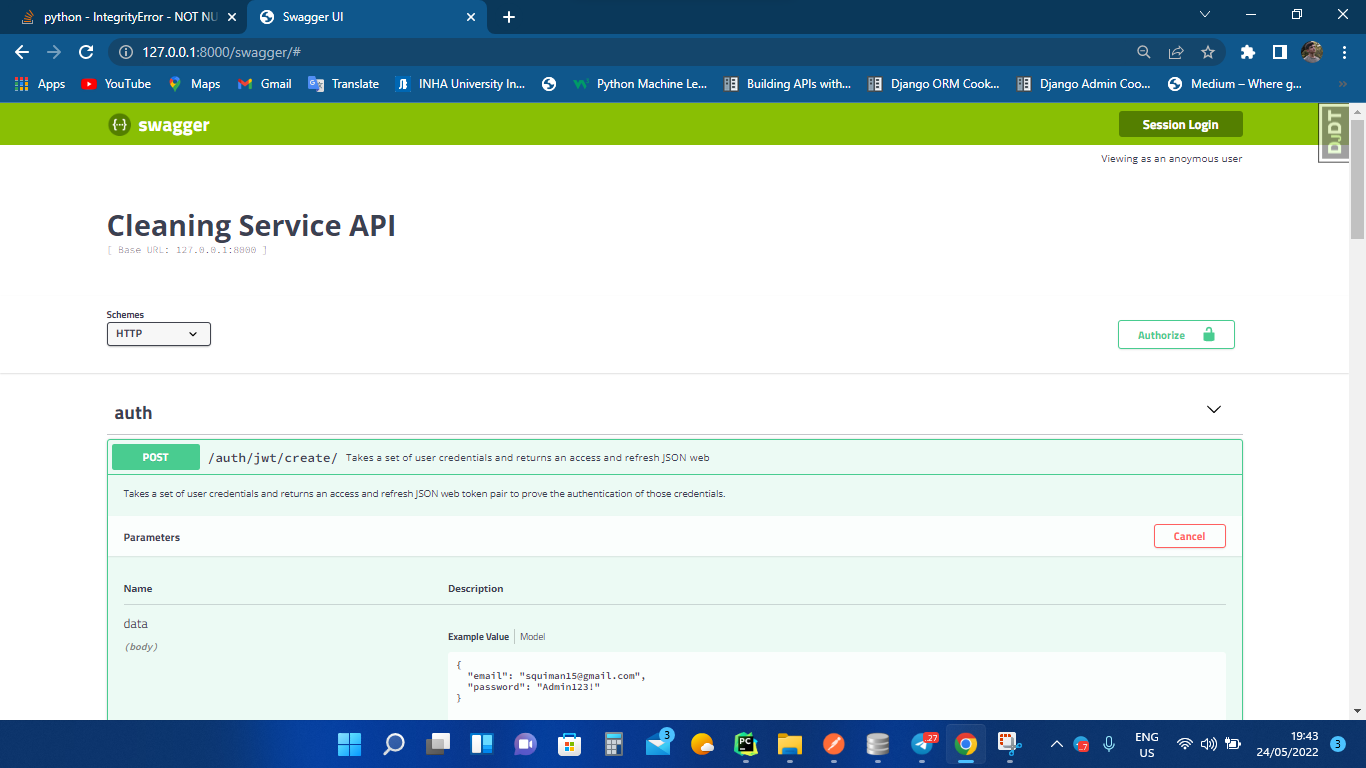 python - IntegrityError - NOT NU
Swagger UI
127.0.0.1:8000/swagger/#
Apps YouTube Maps Gmail Translate INHA University In... Python Machine Le... Building APIs with... Django ORM Cook... Django Admin Coo... Medium – Where g... »
{··} swagger
Session Login
DjDT
Viewing as an anoymous user
Cleaning Service API
[ Base URL: 127.0.0.1:8000 ]
Schemes
HTTP
Authorize
auth
POST /auth/jwt/create/ Takes a set of user credentials and returns an access and refresh JSON web
Takes a set of user credentials and returns an access and refresh JSON web token pair to prove the authentication of those credentials.
Parameters
Cancel
Name Description
data
(body)
Example Value Model
{
"email": "squiman15@gmail.com",
"password": "Admin123!"
}
3
PC
27
7
ENG
US
19:43
24/05/2022
3